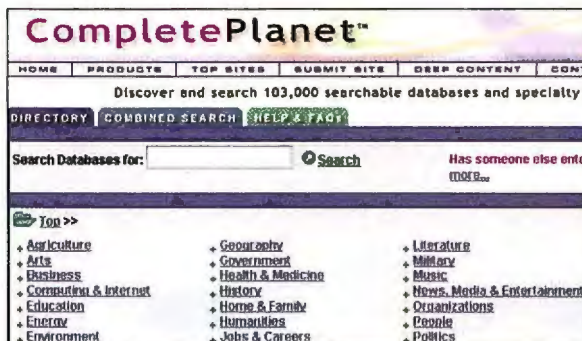 CompletePlanet™
HOME PRODUCTS TOP SITES SUBMIT SITE DEEP CONTENT CON
Discover and search 103,000 searchable databases and specialty
DIRECTORY COMBINED SEARCH HELP & FAQS
Search Databases for: Search Has someone else ente
more...
Top >>
Agriculture Geography Literature
Arts Government Military
Business Health & Medicine Music
Computing & Internet History News, Media & Entertainment
Education Home & Family Organizations
Energy Humanities People
Environment Jobs & Careers Politics